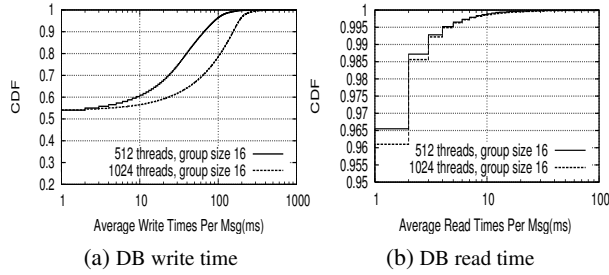 1
0.9
0.8
0.7
0.6
0.5
0.4
0.3
0.2
CDF
512 threads, group size 16
1024 threads, group size 16
1 10 100 1000
Average Write Times Per Msg(ms)
(a) DB write time
1
0.995
0.99
0.985
0.98
0.975
0.97
0.965
0.96
0.955
0.95
CDF
512 threads, group size 16
1024 threads, group size 16
1 10 100
Average Read Times Per Msg(ms)
(b) DB read time